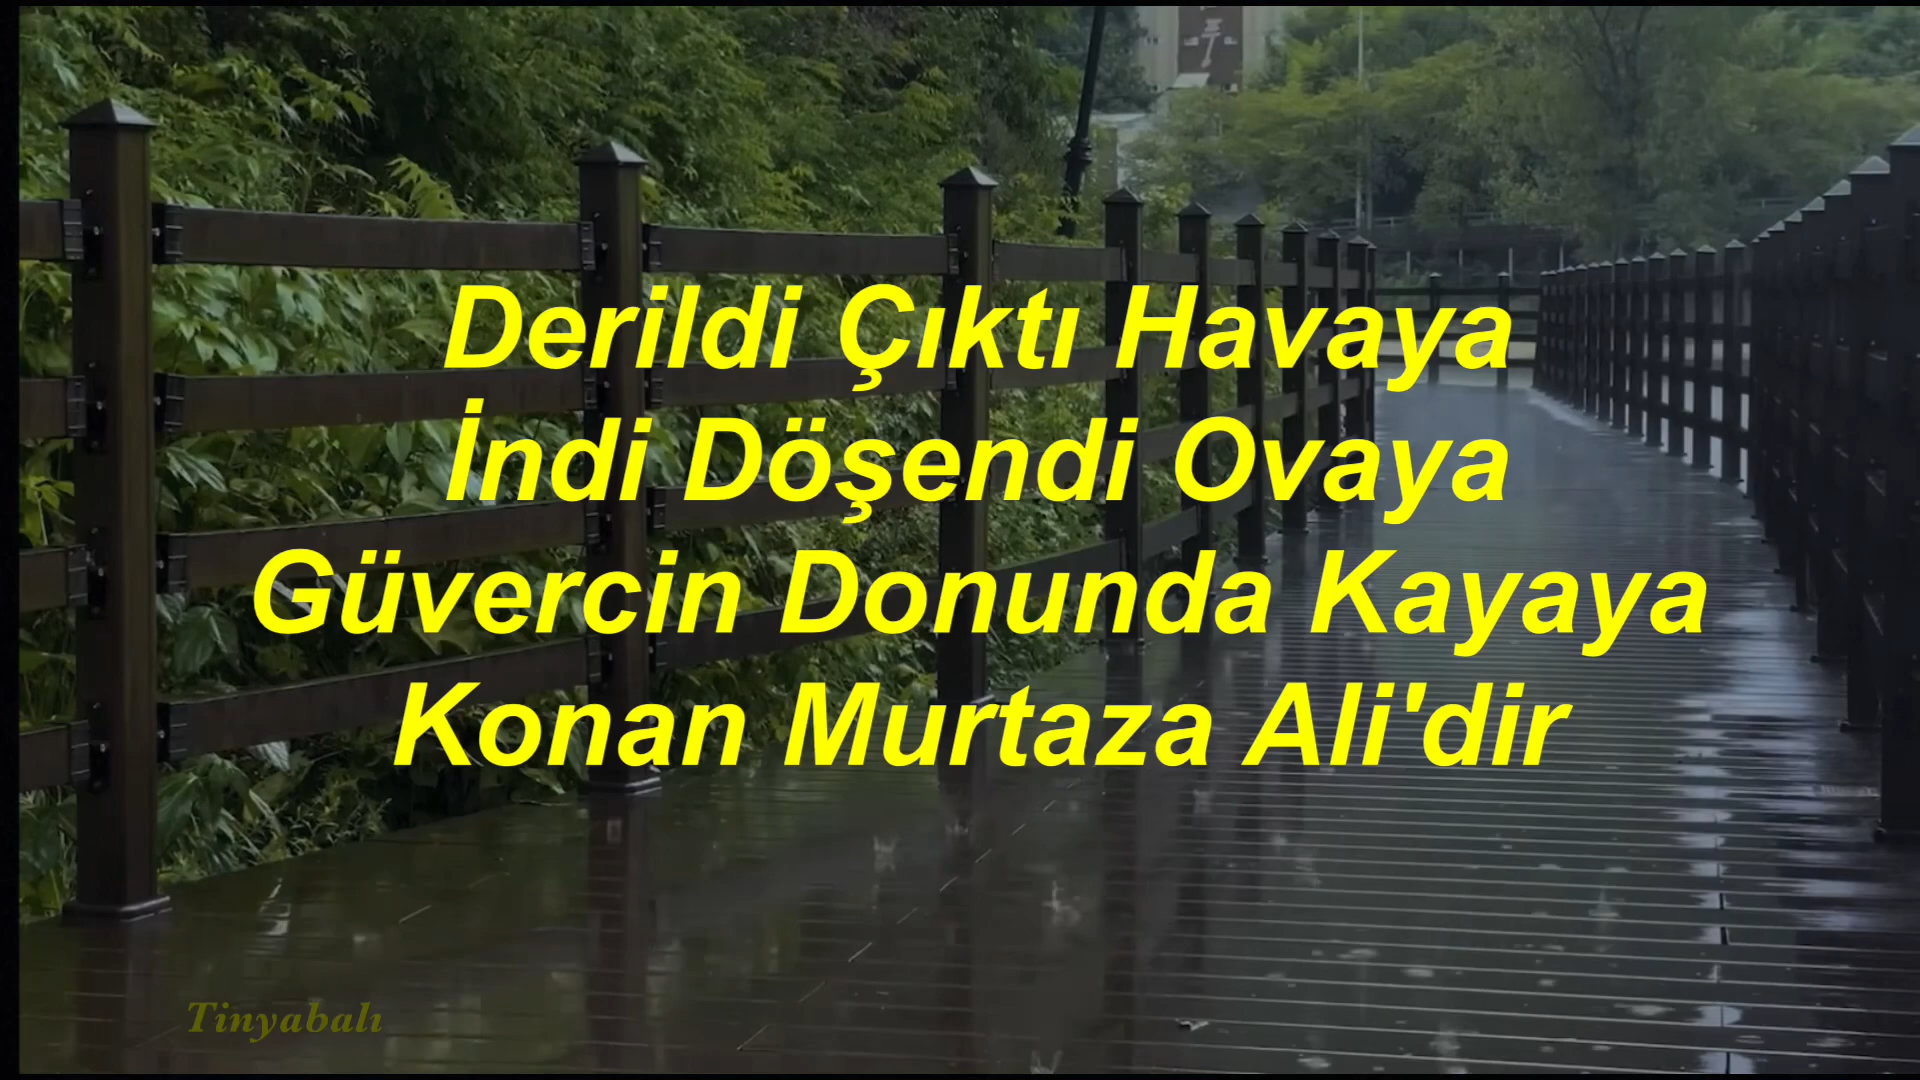 Derildi Çıktı Havaya
İndi Döşendi Ovaya
Güvercin Donunda Kayaya
Konan Murtaza Ali'dir
Tinyabalı